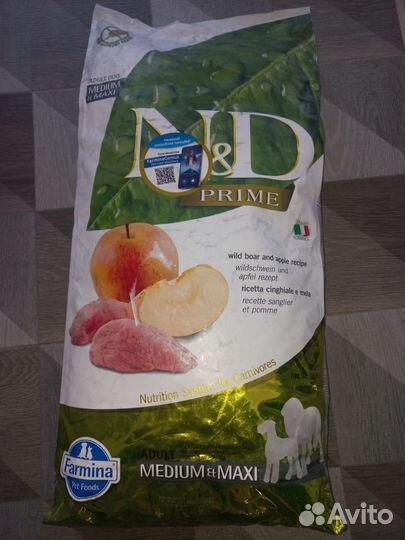 ADULT DOG
MEDIUM
& MAXI
N&D
PRIME
FarminaGenius
wild boar and apple recipe
wildschwein und
apfel rezept
ricetta cinghiale e mela
recette sanglier
et pomme
Nutrition System for Carnivores
Farmina
Pet Foods
ADULT
MEDIUM & MAXI
Avito